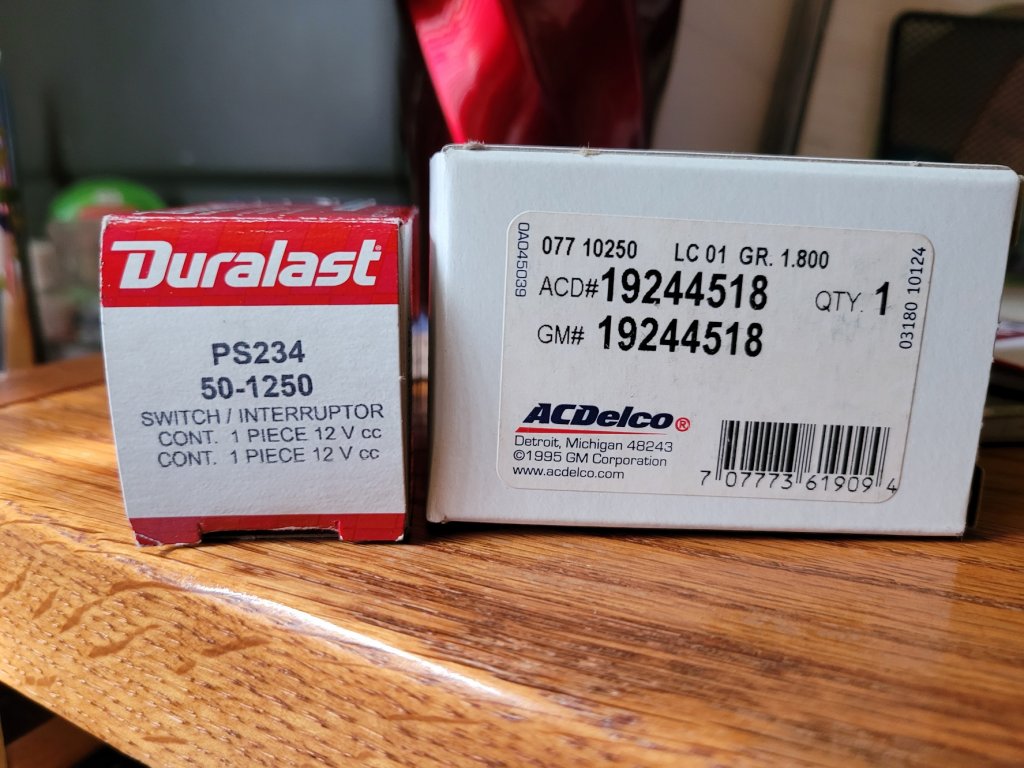 Duralast
PS234
50-1250
SWITCH / INTERRUPTOR
CONT. 1 PIECE 12 V cc
CONT. 1 PIECE 12 V cc
0A045039
077 10250 LC 01 GR. 1.800
ACD# 19244518 QTY. 1
GM# 19244518
03180 10124
ACDelco®
Detroit, Michigan 48243
©1995 GM Corporation
www.acdelco.com
7 07773 61909 4